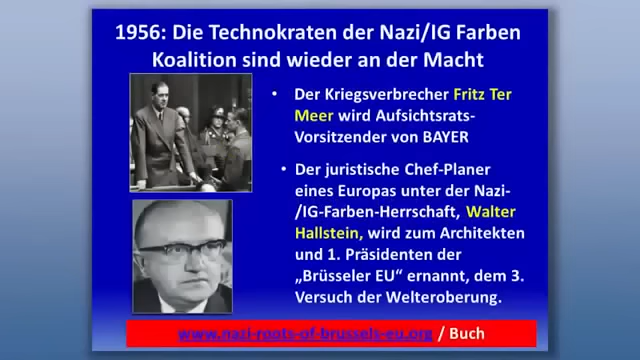 1956: Die Technokraten der Nazi/IG Farben
Koalition sind wieder an der Macht
• Der Kriegsverbrecher Fritz Ter
Meer wird Aufsichtsrats-
Vorsitzender von BAYER
• Der juristische Chef-Planer
eines Europas unter der Nazi-
/IG-Farben-Herrschaft, Walter
Hallstein, wird zum Architekten
und 1. Präsidenten der
„Brüsseler EU“ ernannt, dem 3.
Versuch der Welteroberung.
www.nazi-roots-of-brussels-eu.org / Buch